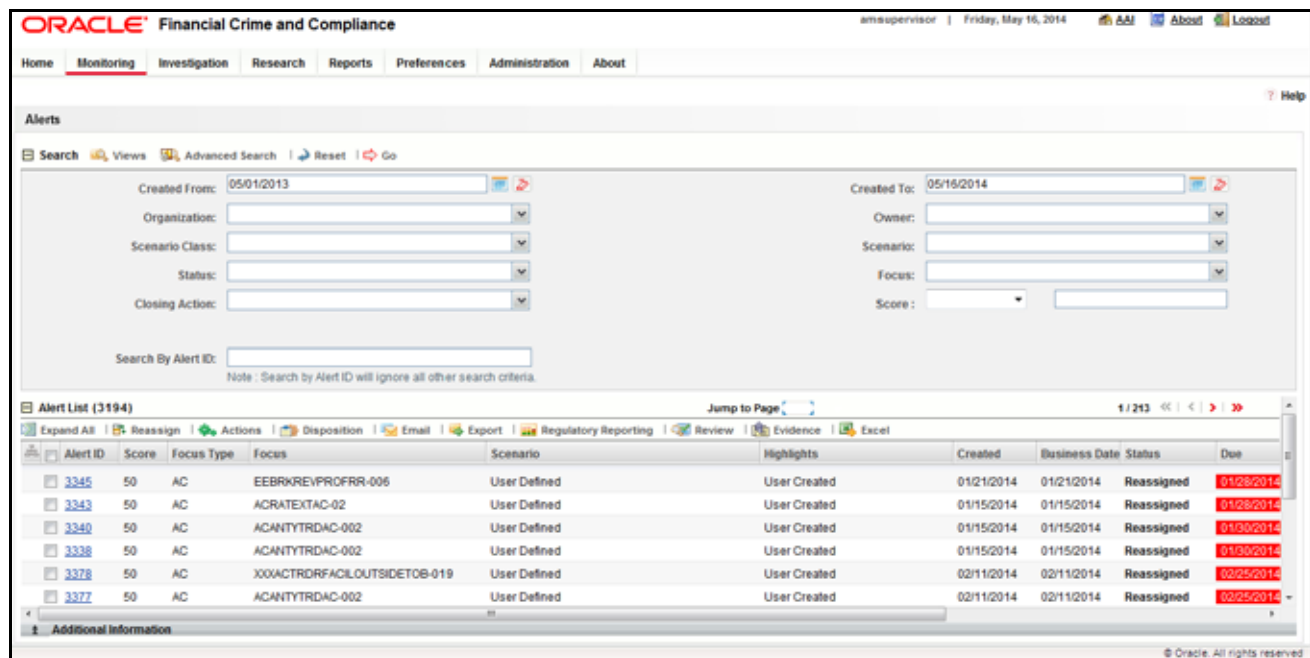 ORACLE Financial Crime and Compliance
amsupervisor | Friday, May 16, 2014 AAI About Logout
Home Monitoring Investigation Research Reports Preferences Administration About
? Help
Alerts
Search Views Advanced Search | Reset | Go
Created From: 05/01/2013 Created To: 05/16/2014
Organization: Owner:
Scenario Class: Scenario:
Status: Focus:
Closing Action: Score :
Search By Alert ID:
Note : Search by Alert ID will ignore all other search criteria.
Alert List (3194) Jump to Page 1 / 213
Expand All | Reassign | Actions | Disposition | Email | Export | Regulatory Reporting | Review | Evidence | Excel
Alert ID Score Focus Type Focus Scenario Highlights Created Business Date Status Due
3345 50 AC EEBRKREVPROFRR-006 User Defined User Created 01/21/2014 01/21/2014 Reassigned 01/28/2014
3343 50 AC ACRATEXTAC-02 User Defined User Created 01/15/2014 01/15/2014 Reassigned 01/28/2014
3340 50 AC ACANTYTRDAC-002 User Defined User Created 01/15/2014 01/15/2014 Reassigned 01/30/2014
3338 50 AC ACANTYTRDAC-002 User Defined User Created 01/15/2014 01/15/2014 Reassigned 01/30/2014
3378 50 AC XXXACTRDRFACILOUTSIDETOB-019 User Defined User Created 02/11/2014 02/11/2014 Reassigned 02/25/2014
3377 50 AC ACANTYTRDAC-002 User Defined User Created 02/11/2014 02/11/2014 Reassigned 02/25/2014
Additional Information
© Oracle. All rights reserved